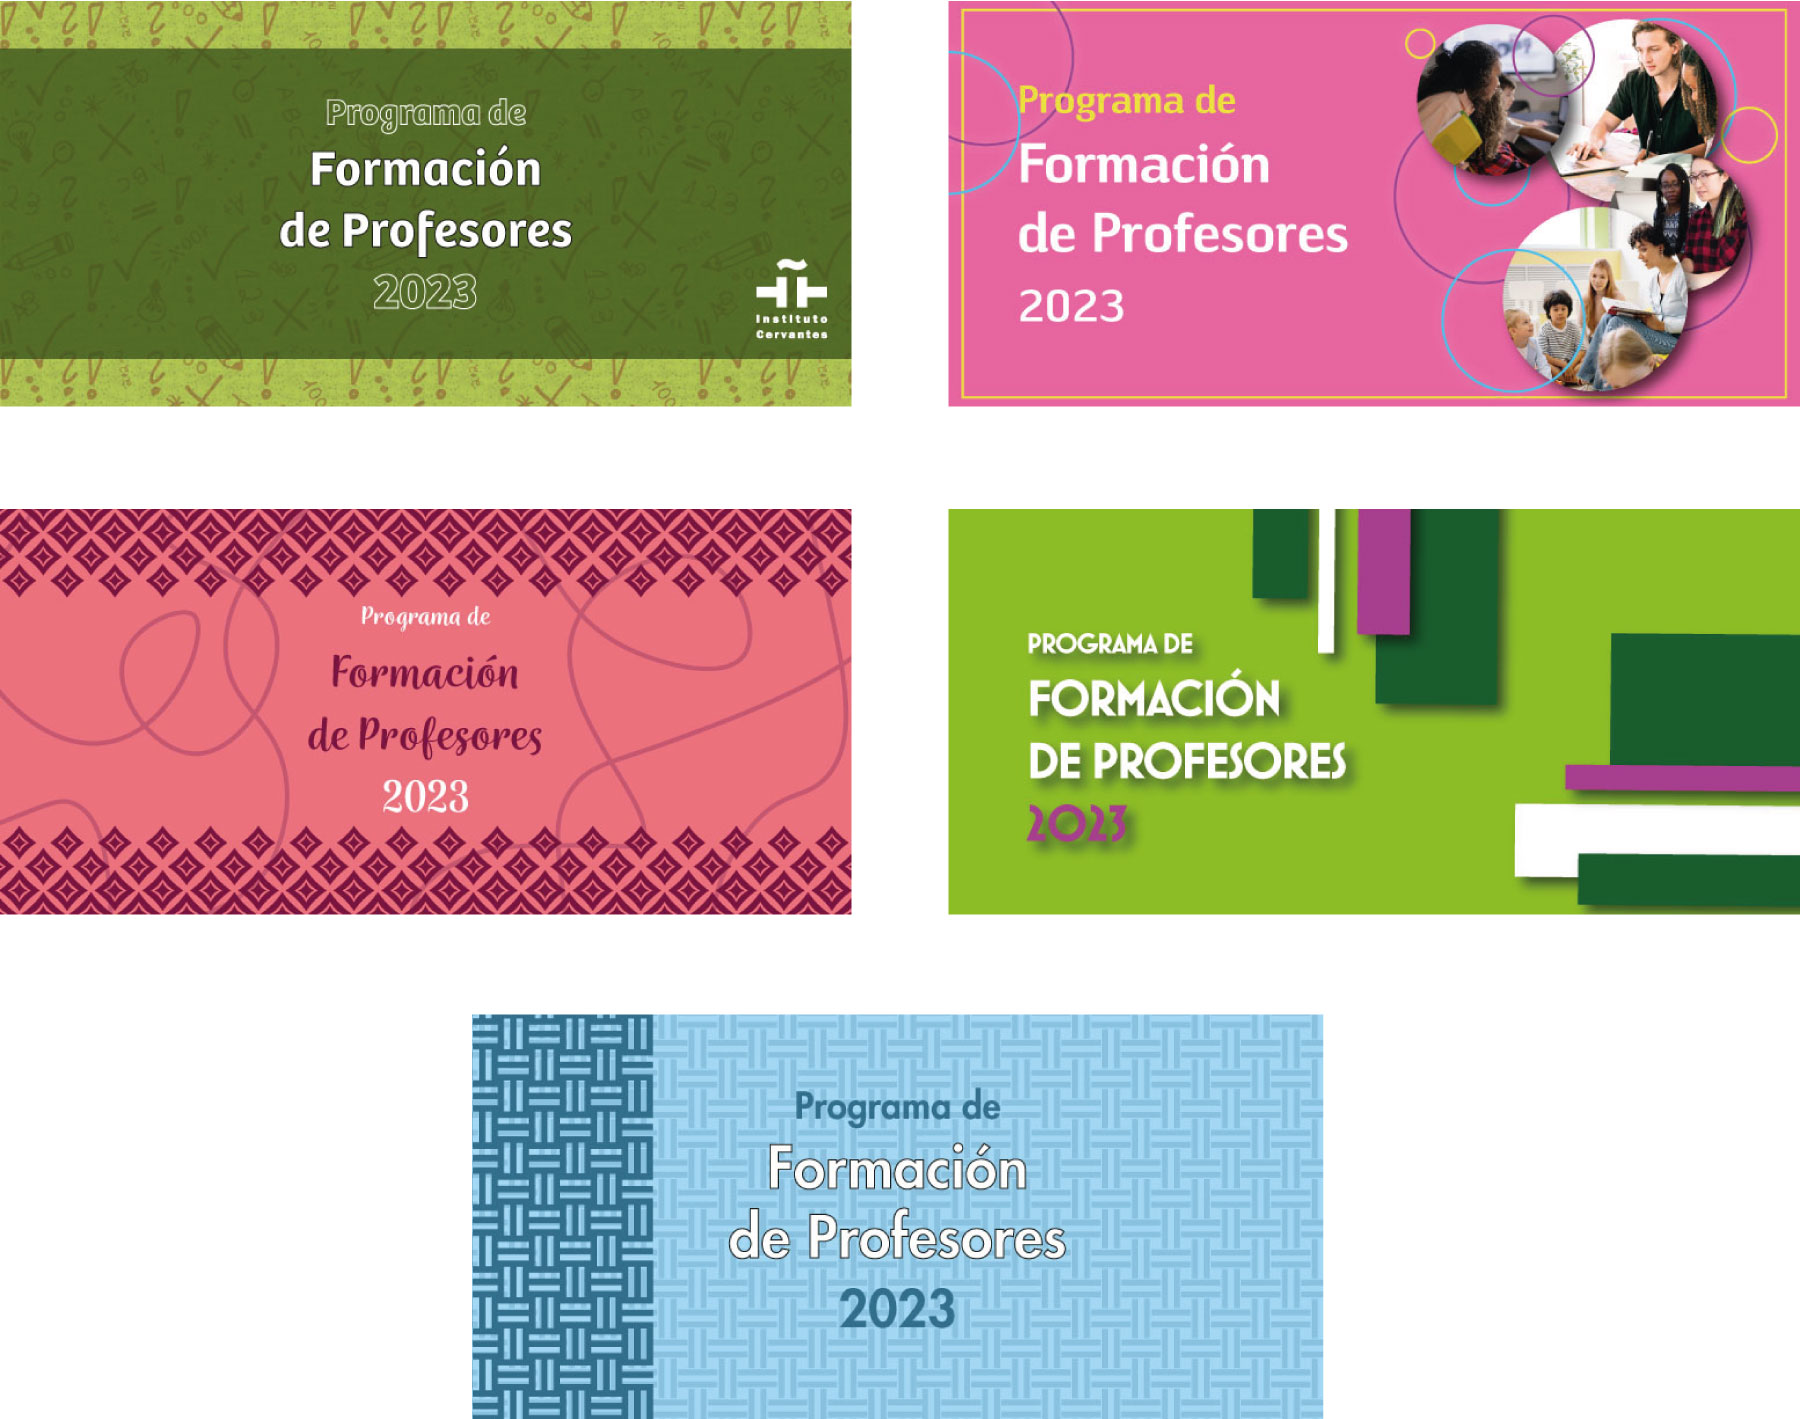 Programa de
Formación
de Profesores
2023
Instituto
Cervantes
Programa de
Formación
de Profesores
2023
Programa de
Formación
de Profesores
2023
PROGRAMA DE
FORMACIÓN
DE PROFESORES
2023
Programa de
Formación
de Profesores
2023